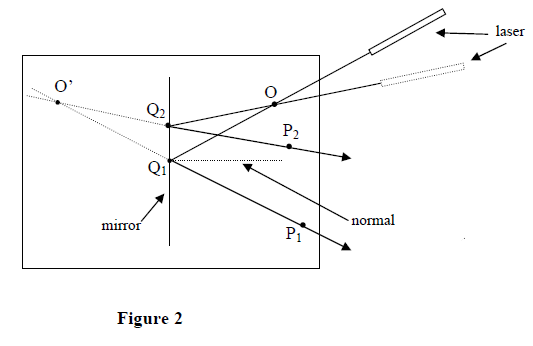 laser
O'
O
Q₂
P₂
Q₁
mirror
normal
P₁
Figure 2